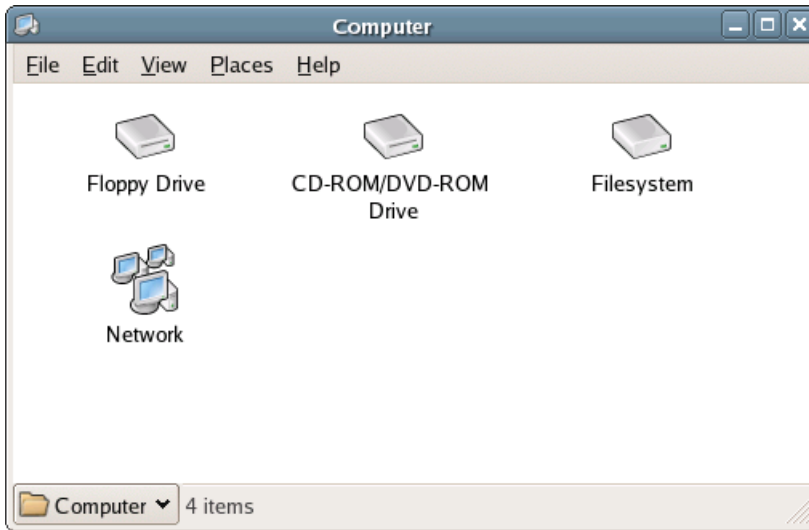 Computer
File Edit View Places Help
Floppy Drive
CD-ROM/DVD-ROM
Drive
Filesystem
Network
Computer
4 items